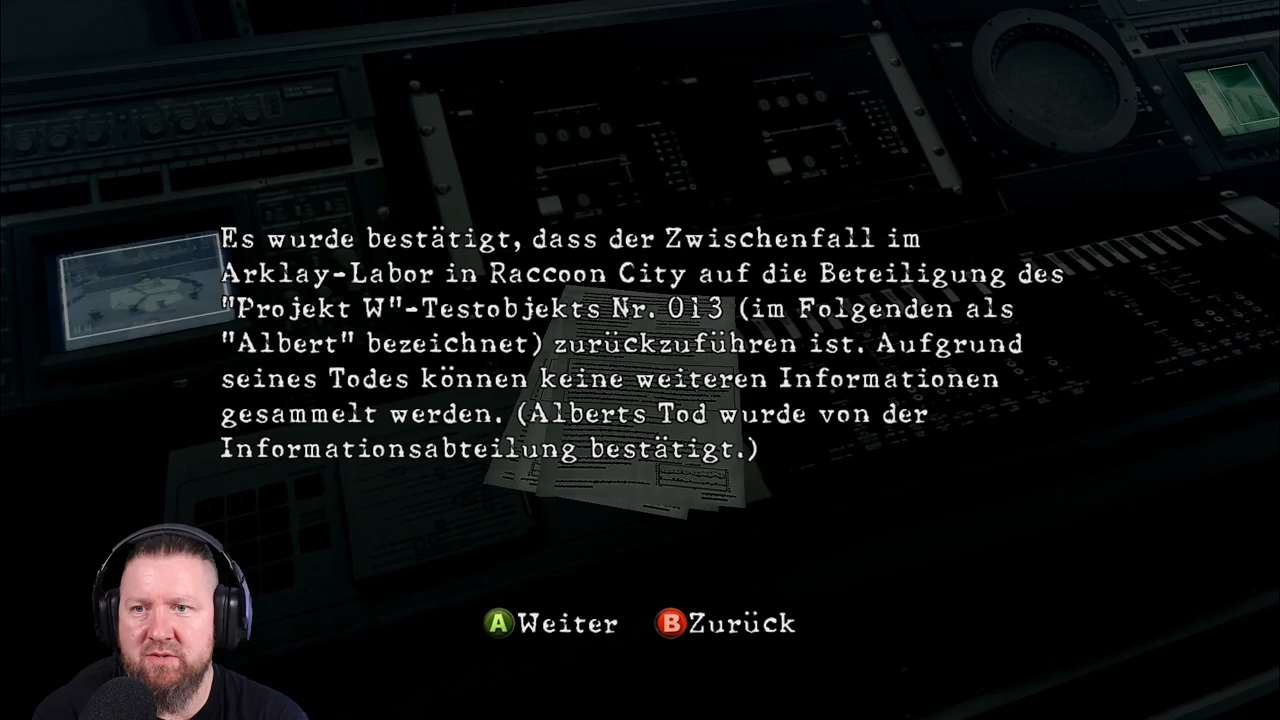 Es wurde bestätigt, dass der Zwischenfall im
Arklay-Labor in Raccoon City auf die Beteiligung des
"Projekt W"-Testobjekts Nr. 013 (im Folgenden als
"Albert" bezeichnet) zurückzuführen ist. Aufgrund
seines Todes können keine weiteren Informationen
gesammelt werden. (Alberts Tod wurde von der
Informationsabteilung bestätigt.)
A Weiter B Zurück